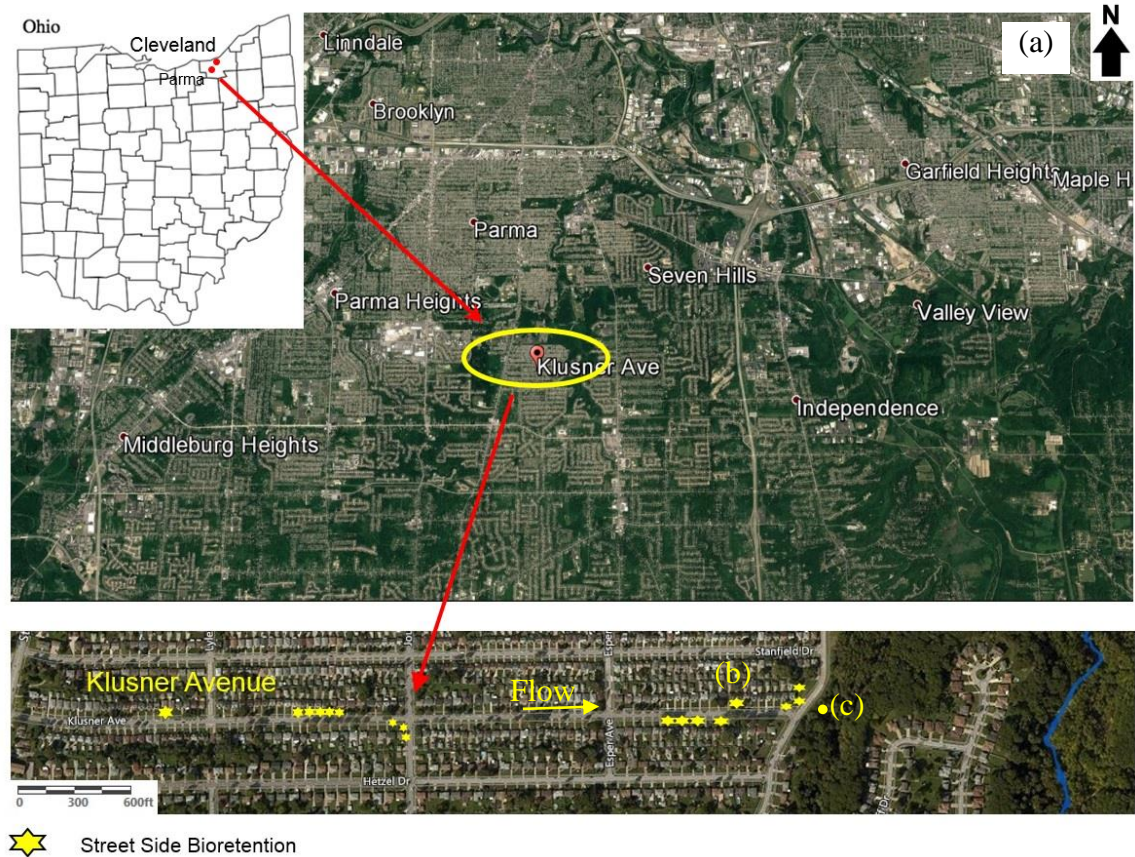 Ohio
Cleveland
Parma
(a)
N
Linndale
Brooklyn
Garfield Heights
Maple H
Parma
Seven Hills
Parma Heights
Valley View
Klusner Ave
Independence
Middleburg Heights
Stanfield Dr
Klusner Avenue
Flow
(b)
(c)
Klusner Ave
Esper Ave
Hetzel Dr
0 300 600ft
Street Side Bioretention